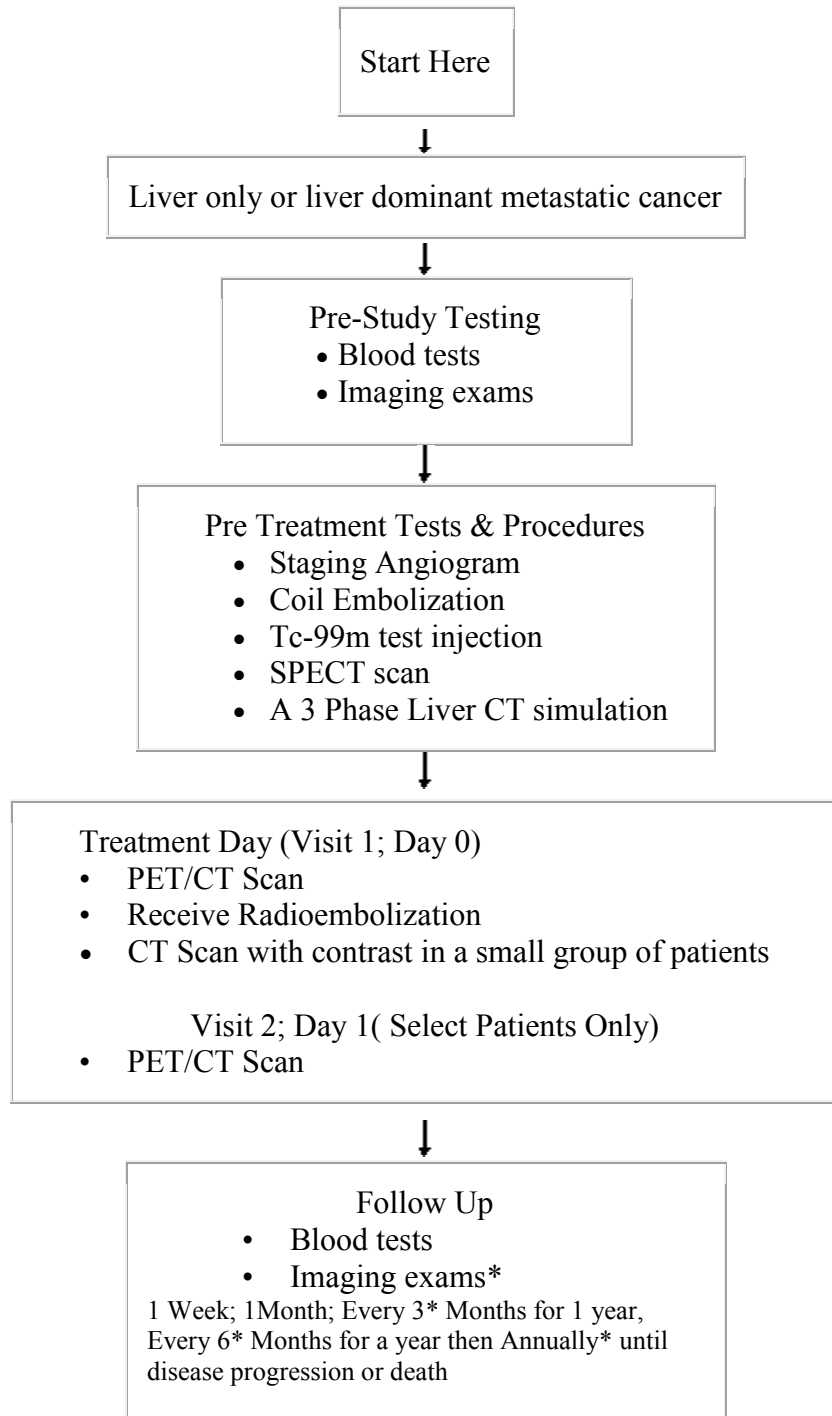 Start Here
Liver only or liver dominant metastatic cancer
Pre-Study Testing
• Blood tests
• Imaging exams
Pre Treatment Tests & Procedures
• Staging Angiogram
• Coil Embolization
• Tc-99m test injection
• SPECT scan
• A 3 Phase Liver CT simulation
Treatment Day (Visit 1; Day 0)
• PET/CT Scan
• Receive Radioembolization
• CT Scan with contrast in a small group of patients
Visit 2; Day 1( Select Patients Only)
• PET/CT Scan
Follow Up
• Blood tests
• Imaging exams*
1 Week; 1Month; Every 3* Months for 1 year,
Every 6* Months for a year then Annually* until
disease progression or death